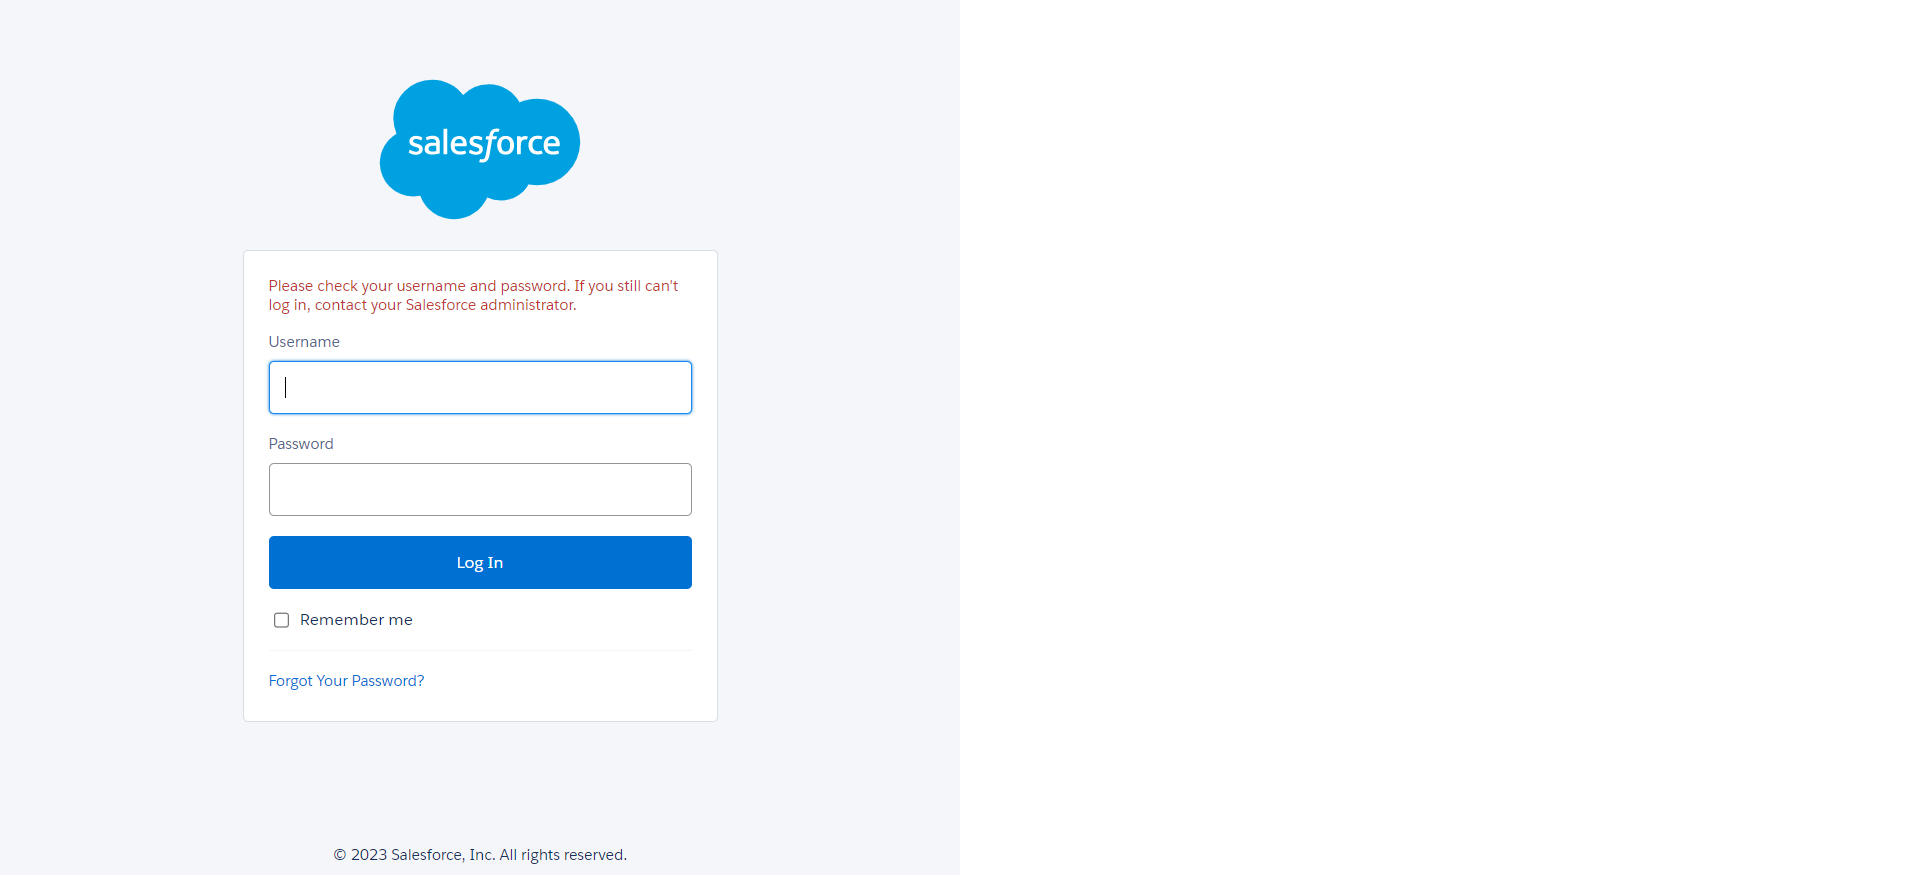 salesforce
Please check your username and password. If you still can't
log in, contact your Salesforce administrator.
Username
Password
Log In
Remember me
Forgot Your Password?
© 2023 Salesforce, Inc. All rights reserved.